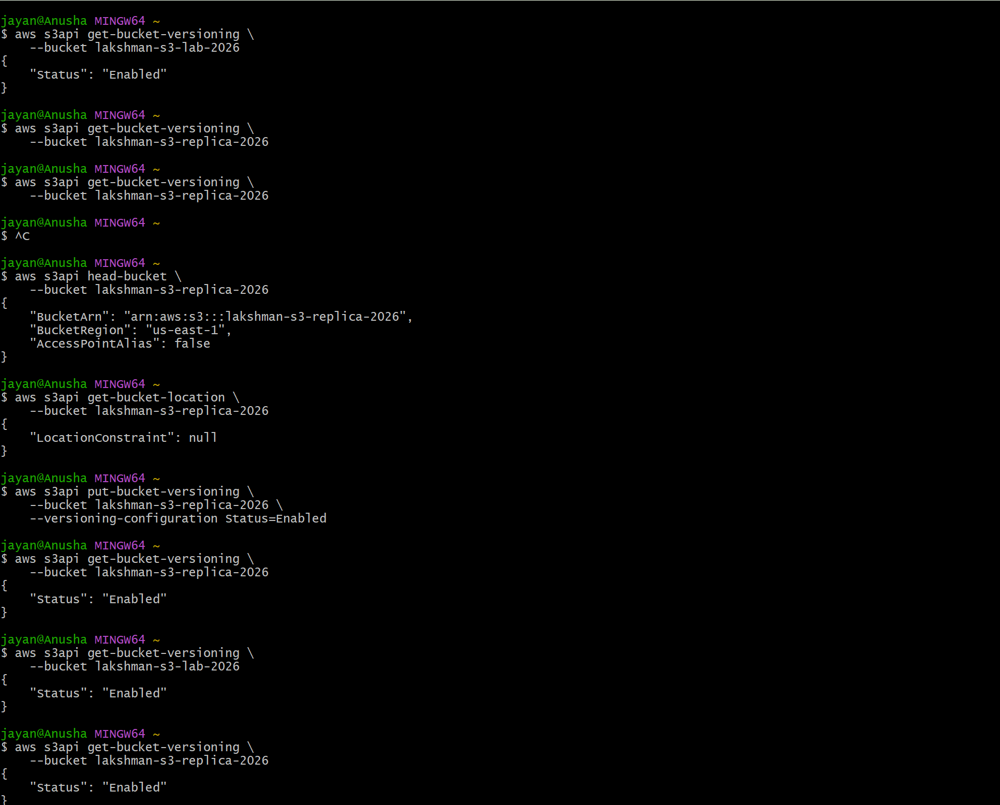 jayan@Anusha MINGW64 ~
$ aws s3api get-bucket-versioning \
    --bucket lakshman-s3-lab-2026
{
    "Status": "Enabled"
}

jayan@Anusha MINGW64 ~
$ aws s3api get-bucket-versioning \
    --bucket lakshman-s3-replica-2026

jayan@Anusha MINGW64 ~
$ aws s3api get-bucket-versioning \
    --bucket lakshman-s3-replica-2026

jayan@Anusha MINGW64 ~
$ ^C

jayan@Anusha MINGW64 ~
$ aws s3api head-bucket \
    --bucket lakshman-s3-replica-2026
{
    "BucketArn": "arn:aws:s3:::lakshman-s3-replica-2026",
    "BucketRegion": "us-east-1",
    "AccessPointAlias": false
}

jayan@Anusha MINGW64 ~
$ aws s3api get-bucket-location \
    --bucket lakshman-s3-replica-2026
{
    "LocationConstraint": null
}

jayan@Anusha MINGW64 ~
$ aws s3api put-bucket-versioning \
    --bucket lakshman-s3-replica-2026 \
    --versioning-configuration Status=Enabled

jayan@Anusha MINGW64 ~
$ aws s3api get-bucket-versioning \
    --bucket lakshman-s3-replica-2026
{
    "Status": "Enabled"
}

jayan@Anusha MINGW64 ~
$ aws s3api get-bucket-versioning \
    --bucket lakshman-s3-lab-2026
{
    "Status": "Enabled"
}

jayan@Anusha MINGW64 ~
$ aws s3api get-bucket-versioning \
    --bucket lakshman-s3-replica-2026
{
    "Status": "Enabled"
}